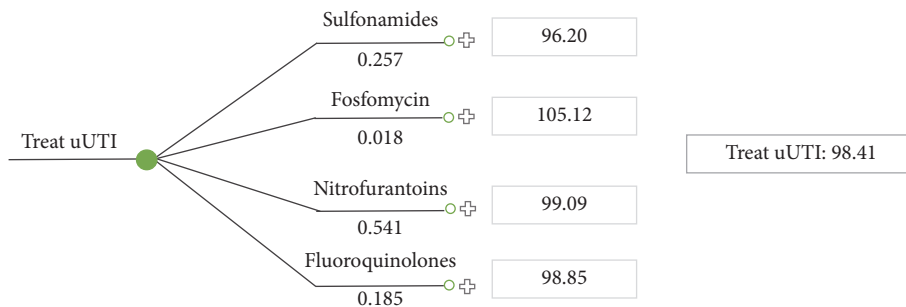 Sulfonamides
96.20
0.257
Fosfomycin
105.12
0.018
Treat uUTI
Treat uUTI: 98.41
Nitrofurantoins
99.09
0.541
Fluoroquinolones
98.85
0.185